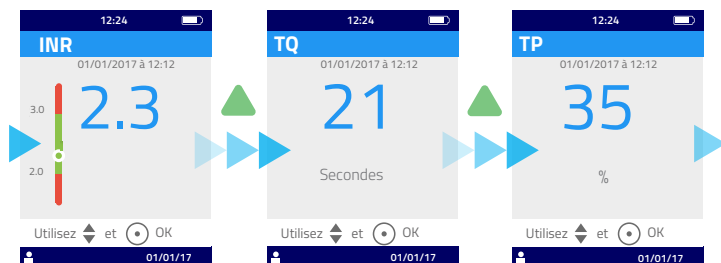 12:24
INR
01/01/2017 à 12:12
2.3
3.0
2.0
Utilisez et OK
01/01/17
12:24
TQ
01/01/2017 à 12:12
21
Secondes
Utilisez et OK
01/01/17
12:24
TP
01/01/2017 à 12:12
35
%
Utilisez et OK
01/01/17